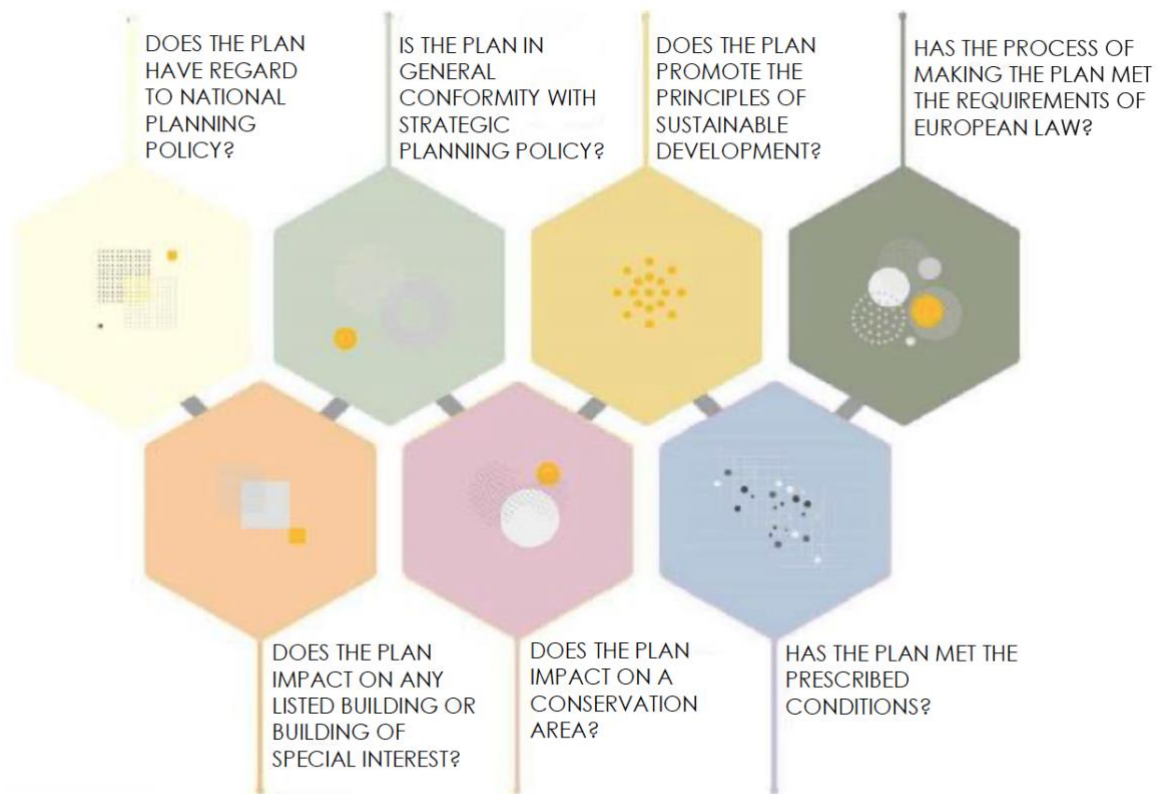 DOES THE PLAN
HAVE REGARD
TO NATIONAL
PLANNING
POLICY?
IS THE PLAN IN
GENERAL
CONFORMITY WITH
STRATEGIC
PLANNING POLICY?
DOES THE PLAN
PROMOTE THE
PRINCIPLES OF
SUSTAINABLE
DEVELOPMENT?
HAS THE PROCESS OF
MAKING THE PLAN MET
THE REQUIREMENTS OF
EUROPEAN LAW?
DOES THE PLAN
IMPACT ON ANY
LISTED BUILDING OR
BUILDING OF
SPECIAL INTEREST?
DOES THE PLAN
IMPACT ON A
CONSERVATION
AREA?
HAS THE PLAN MET THE
PRESCRIBED
CONDITIONS?